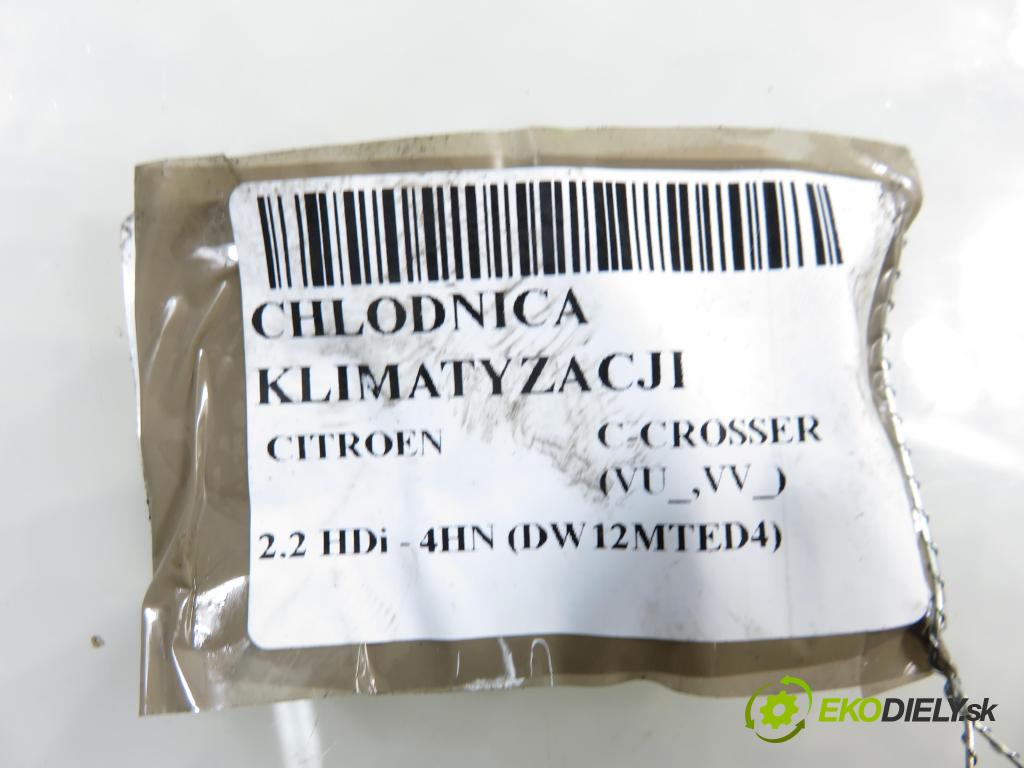 CHLODNICA
KLIMATYZACJI
CITROEN C-CROSSER
(VU_,VV_)
2.2 HDi - 4HN (DW12MTED4)
EKODIELY.sk